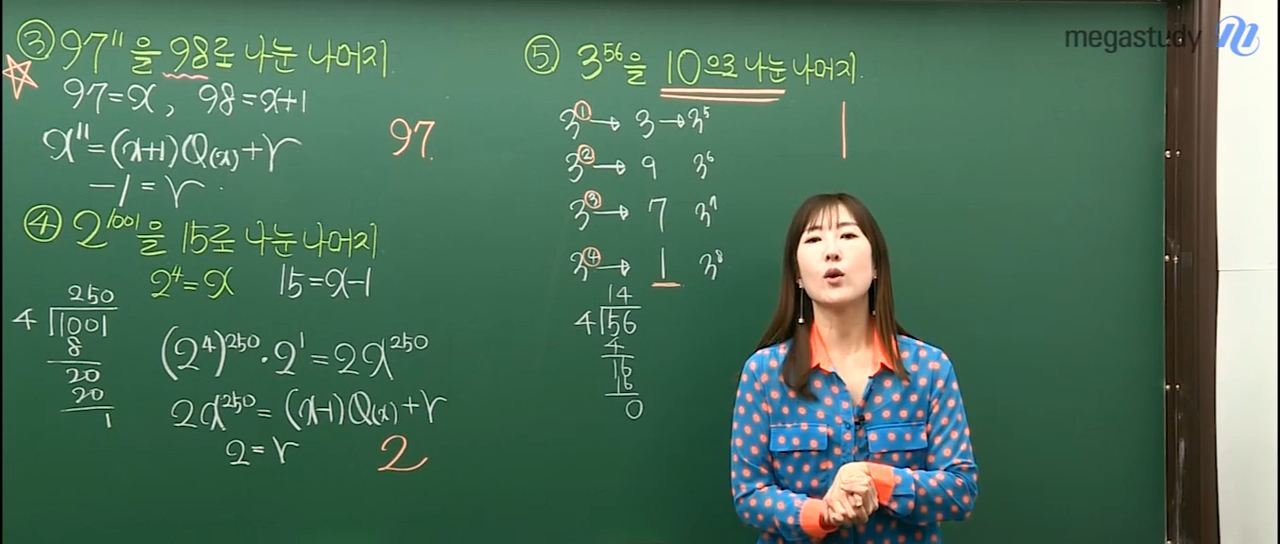 megastudy
③ 97¹¹을 98로 나눈 나머지
97=x, 98=x+1
x¹¹=(x+1)Q(x)+r
-1=r
97
④ 2¹⁰⁰¹을 15로 나눈 나머지
2⁴=x 15=x-1
250
4 1001
8
20
20
1
(2⁴)²⁵⁰·2¹=2x²⁵⁰
2x²⁵⁰=(x-1)Q(x)+r
2=r 2
⑤ 3⁵⁶을 10으로 나눈 나머지
1
3① → 3 → 3⁵
3② → 9 3⁶
3③ → 7 3⁷
3④ → 1 3⁸
14
4 56
4
16
16
0